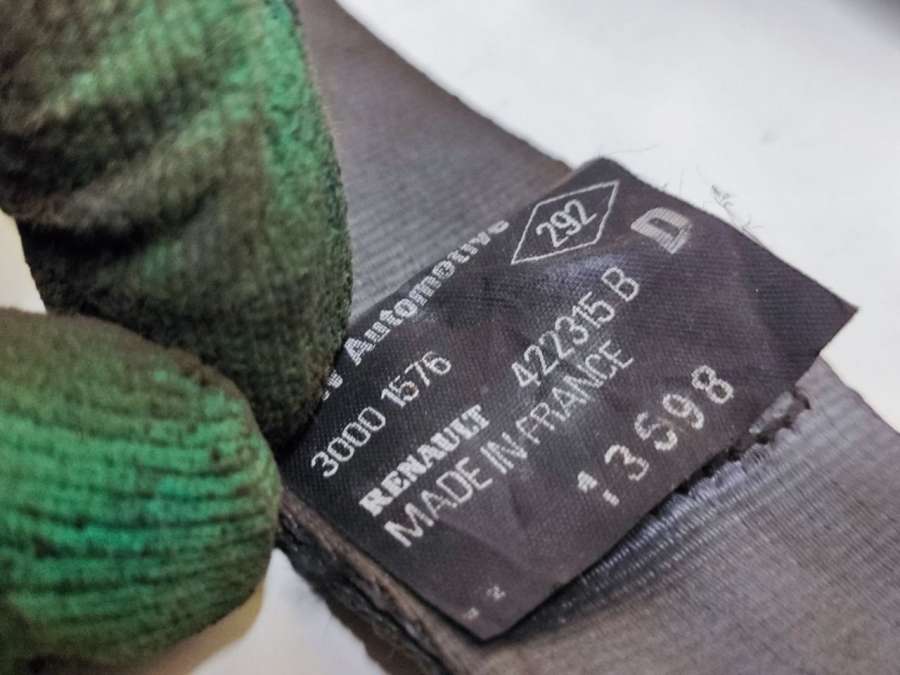 Automotive
292
D
3000 1576
422315 B
RENAULT
MADE IN FRANCE
13598